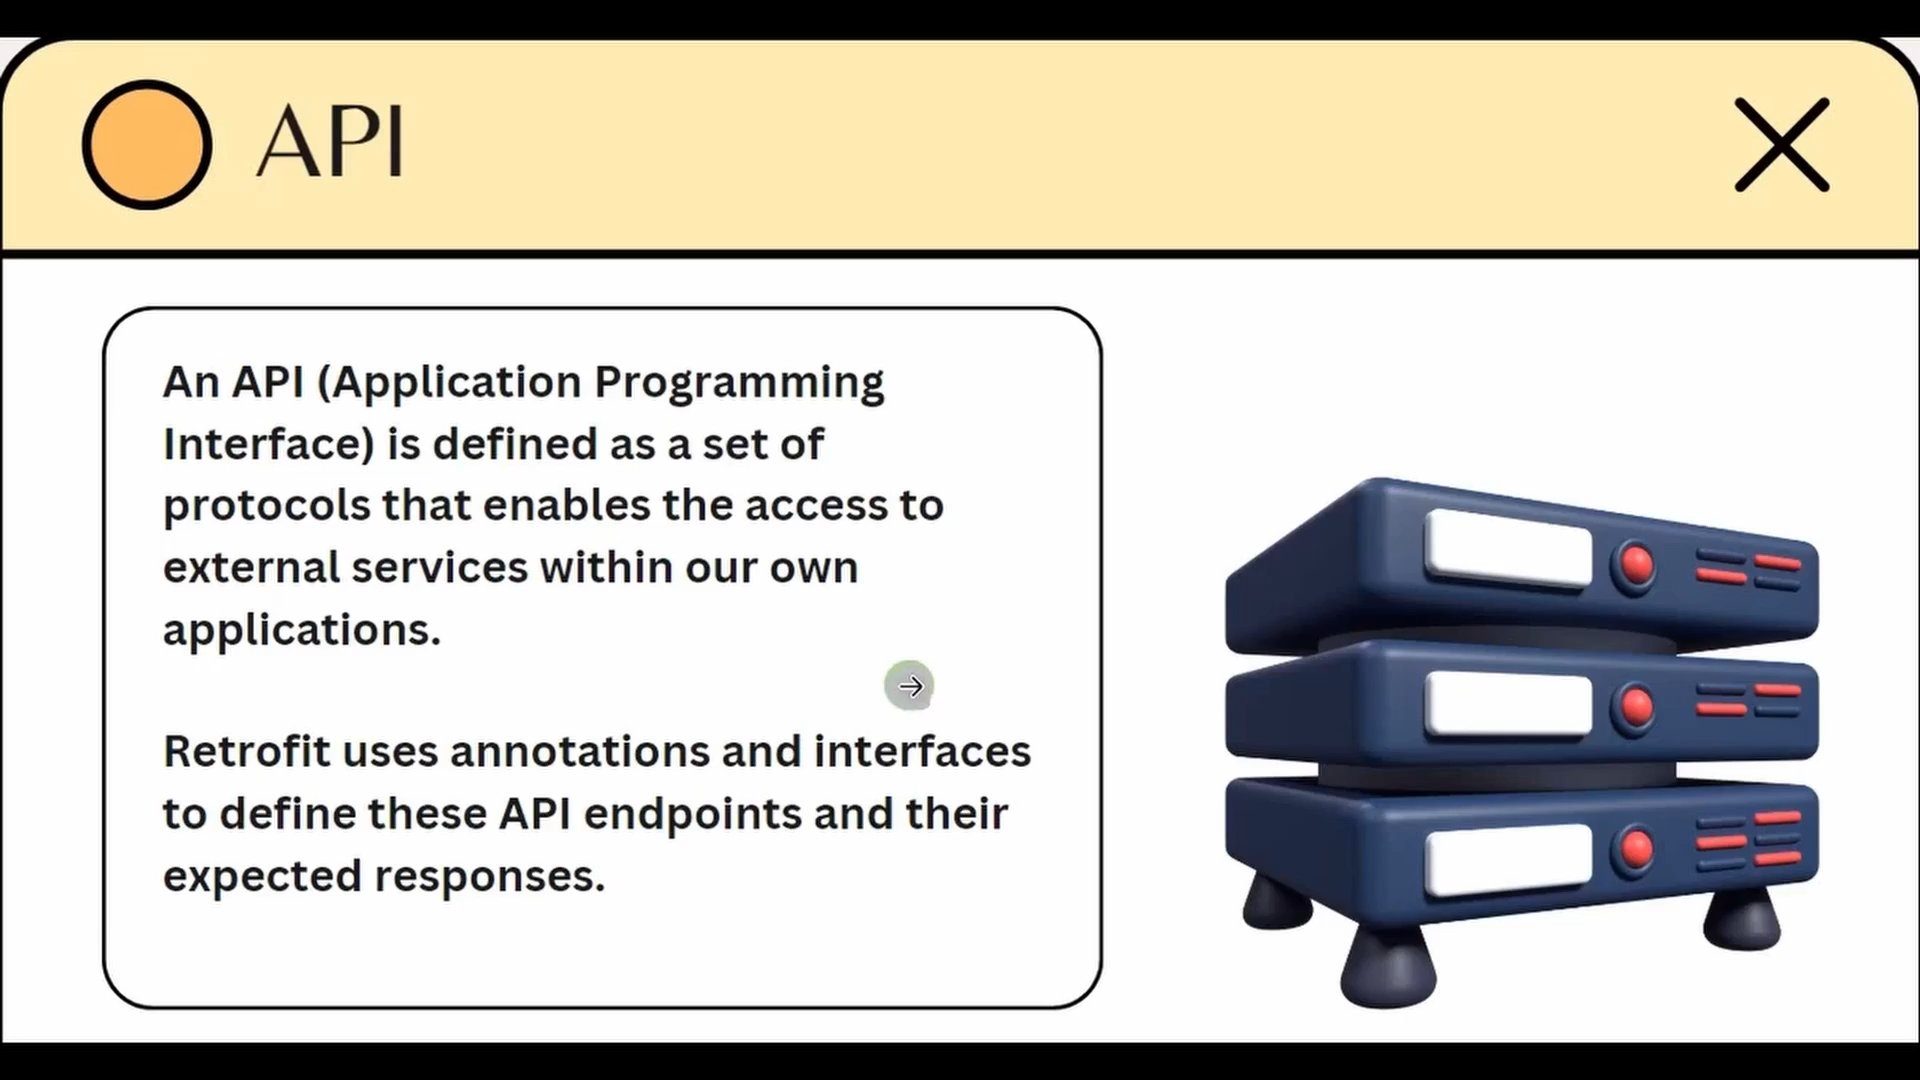 API
An API (Application Programming
Interface) is defined as a set of
protocols that enables the access to
external services within our own
applications.
Retrofit uses annotations and interfaces
to define these API endpoints and their
expected responses.